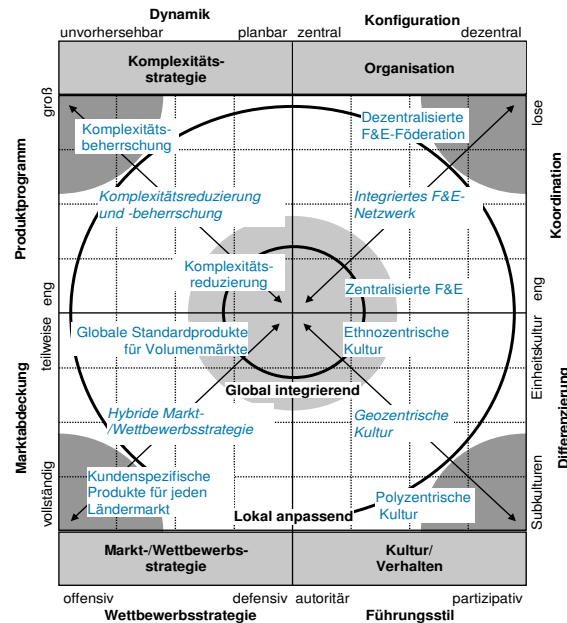 Dynamik
Konfiguration
unvorhersehbar
planbar
zentral
dezentral
Komplexitäts-
strategie
Organisation
groß
Produktprogramm
eng
lose
Koordination
eng
Komplexitäts-
beherrschung
Dezentralisierte
F&E-Föderation
Komplexitätsreduzierung
und -beherrschung
Integriertes F&E-
Netzwerk
Komplexitäts-
reduzierung
Zentralisierte F&E
teilweise
Marktabdeckung
vollständig
Einheitskultur
Differenzierung
Subkulturen
Globale Standardprodukte
für Volumenmärkte
Ethnozentrische
Kultur
Global integrierend
Hybride Markt-
/Wettbewerbsstrategie
Geozentrische
Kultur
Kundenspezifische
Produkte für jeden
Ländermarkt
Polyzentrische
Kultur
Lokal anpassend
Markt-/Wettbewerbs-
strategie
Kultur/
Verhalten
offensiv
defensiv
autoritär
partizipativ
Wettbewerbsstrategie
Führungsstil